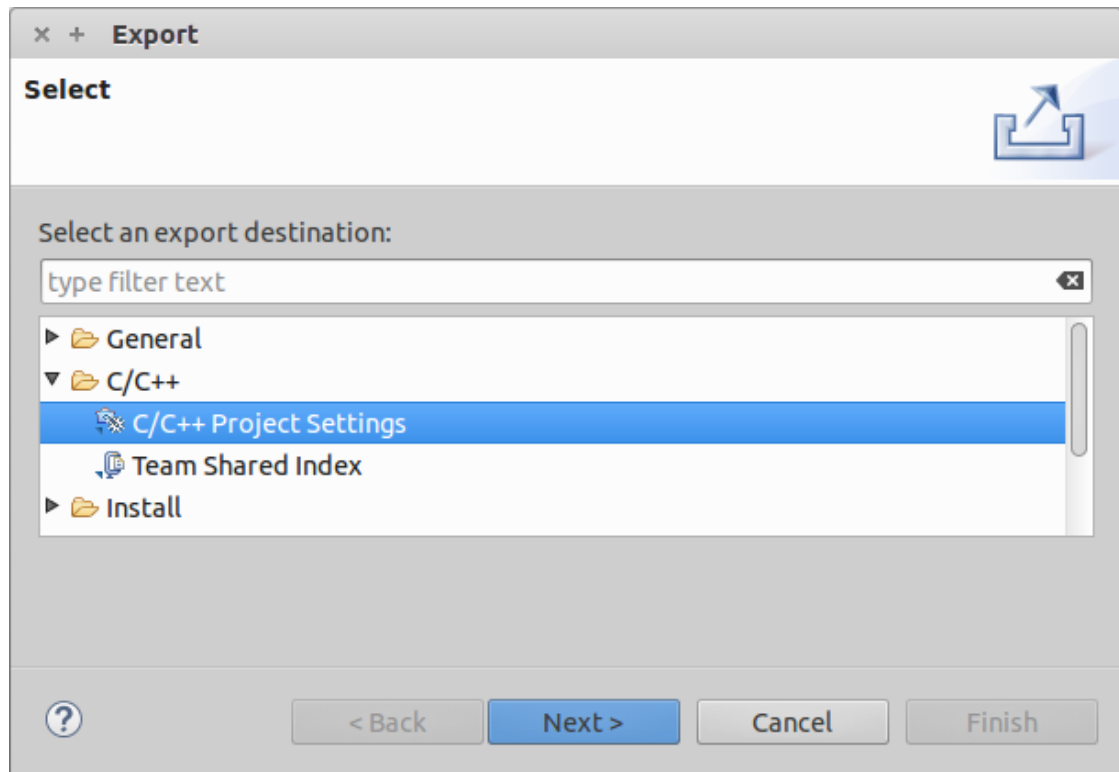 Export
Select
Select an export destination:
type filter text
General
C/C++
C/C++ Project Settings
Team Shared Index
Install
? < Back Next > Cancel Finish